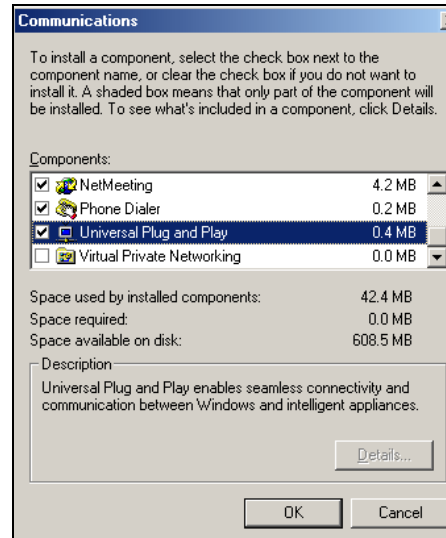 Communications
To install a component, select the check box next to the
component name, or clear the check box if you do not want to
install it. A shaded box means that only part of the component will
be installed. To see what's included in a component, click Details.
Components:
NetMeeting 4.2 MB
Phone Dialer 0.2 MB
Universal Plug and Play 0.4 MB
Virtual Private Networking 0.0 MB
Space used by installed components: 42.4 MB
Space required: 0.0 MB
Space available on disk: 608.5 MB
Description
Universal Plug and Play enables seamless connectivity and
communication between Windows and intelligent appliances.
Details...
OK Cancel